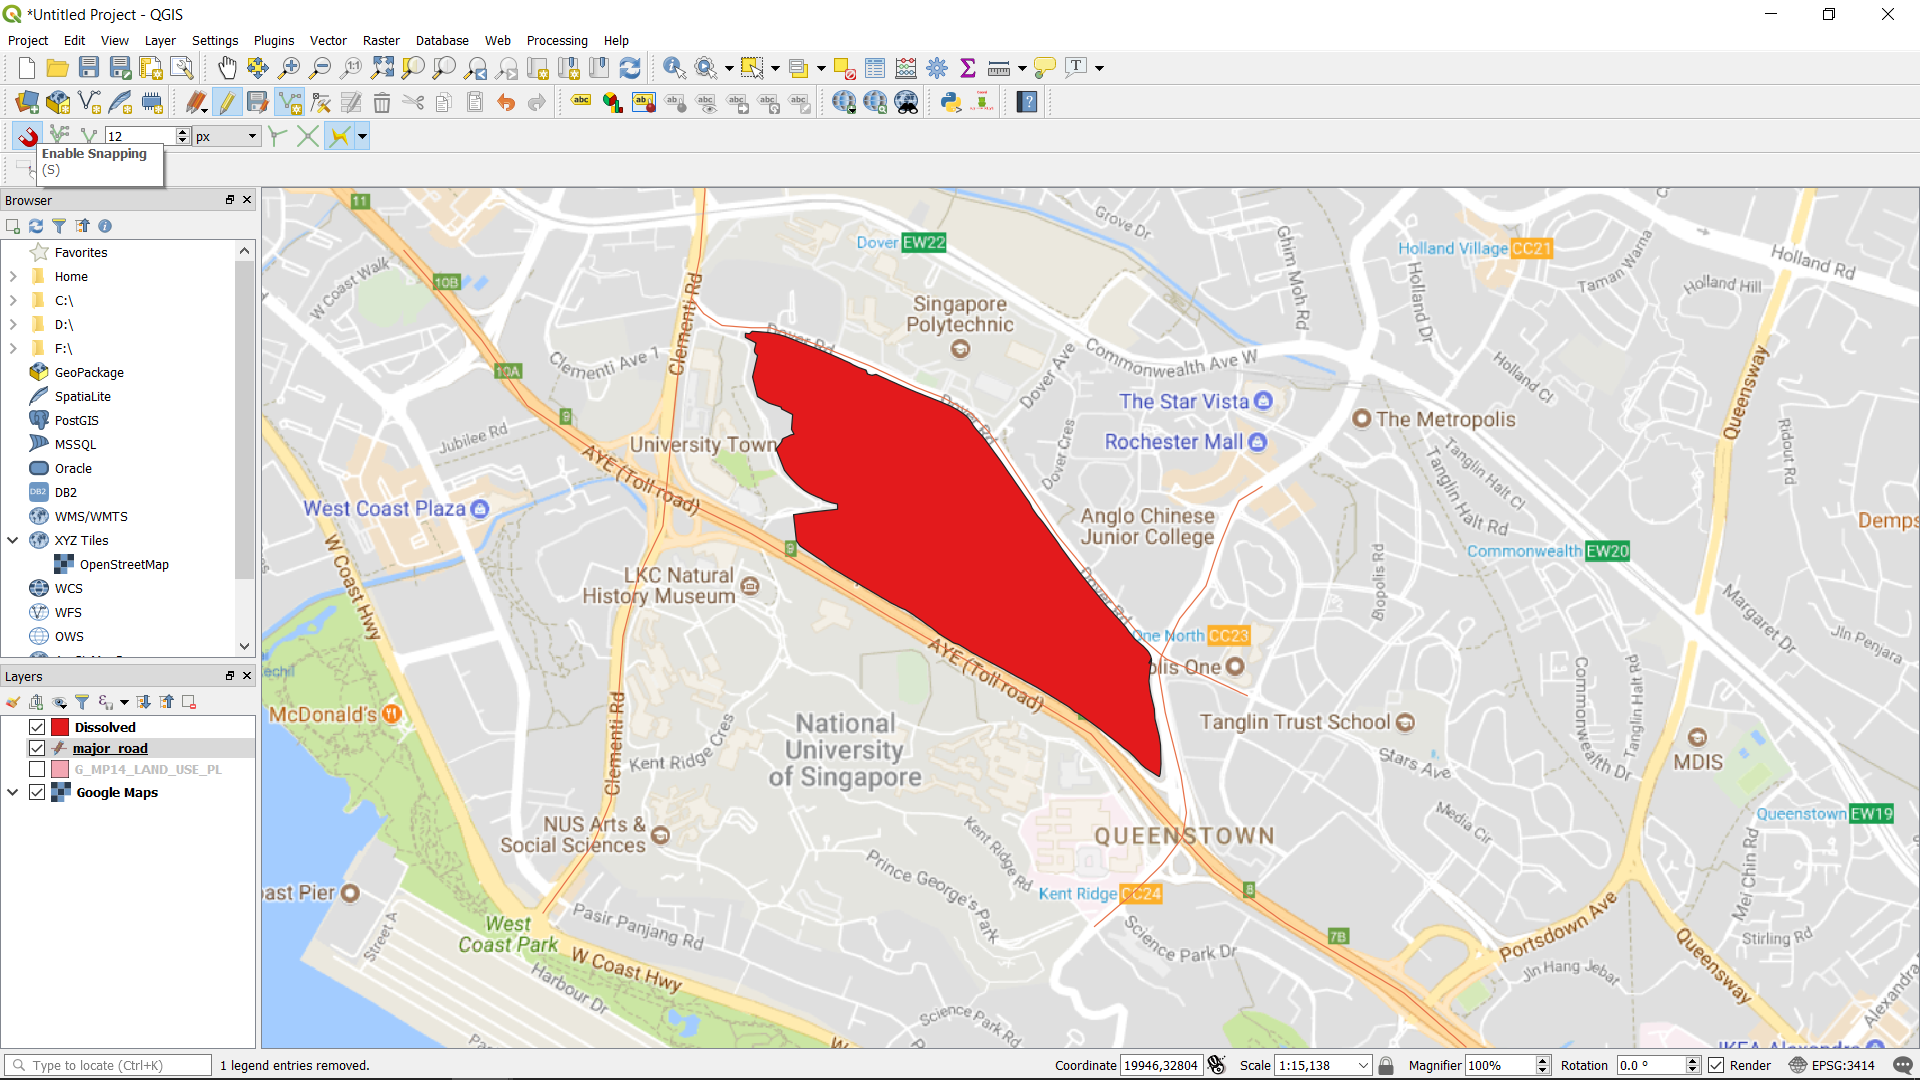 *Untitled Project - QGIS
Project Edit View Layer Settings Plugins Vector Raster Database Web Processing Help
12 px
Enable Snapping
(S)
Browser
Favorites
Home
C:\
D:\
F:\
GeoPackage
SpatiaLite
PostGIS
MSSQL
Oracle
DB2
WMS/WMTS
XYZ Tiles
OpenStreetMap
WCS
WFS
OWS
Layers
Dissolved
major_road
G_MP14_LAND_USE_PL
Google Maps
11
10B
10A
9
9
8
7B
W Coast Walk
Clementi Rd
Clementi Ave 1
Jubilee Rd
AYE (Toll road)
University Town
West Coast Plaza
W Coast Hwy
LKC Natural
History Museum
Clementi Rd
Kent Ridge Cres
McDonald's
National
University
of Singapore
NUS Arts &
Social Sciences
Prince George's Park
Kent Ridge Rd
Pasir Panjang Rd
West
Coast Park
W Coast Hwy
Harbour Dr
Street A
ast Pier
Dover EW22
Grove Dr
Singapore
Polytechnic
Dover Rd
Dover Rd
Dover Rd
Dover Ave
Dover Cres
Commonwealth Ave W
Ghim Moh Rd
Holland Village CC21
Holland Dr
Taman Warna
Holland Rd
Holland Hill
Holland Cl
Queensway
Ridout Rd
The Star Vista
Rochester Mall
The Metropolis
Tanglin Halt Cl
Tanglin Halt Rd
Anglo Chinese
Junior College
Commonwealth EW20
Demps
Biopolis Rd
Margaret Dr
Jln Penjara
One North CC23
olis One
AYE (Toll road)
Tanglin Trust School
Commonwealth Dr
Tanglin Halt Rd
Stars Ave
MDIS
Media Cir
Queenstown EW19
QUEENSTOWN
Kent Ridge CC24
Mei Chin Rd
Science Park Dr
Science Park Rd
Portsdown Ave
Jln Hang Jebat
Queensway
Stirling Rd
Alexandra
IKEA Alexandra
Type to locate (Ctrl+K) 1 legend entries removed. Coordinate 19946,32804 Scale 1:15,138 Magnifier 100% Rotation 0.0 ° Render EPSG:3414